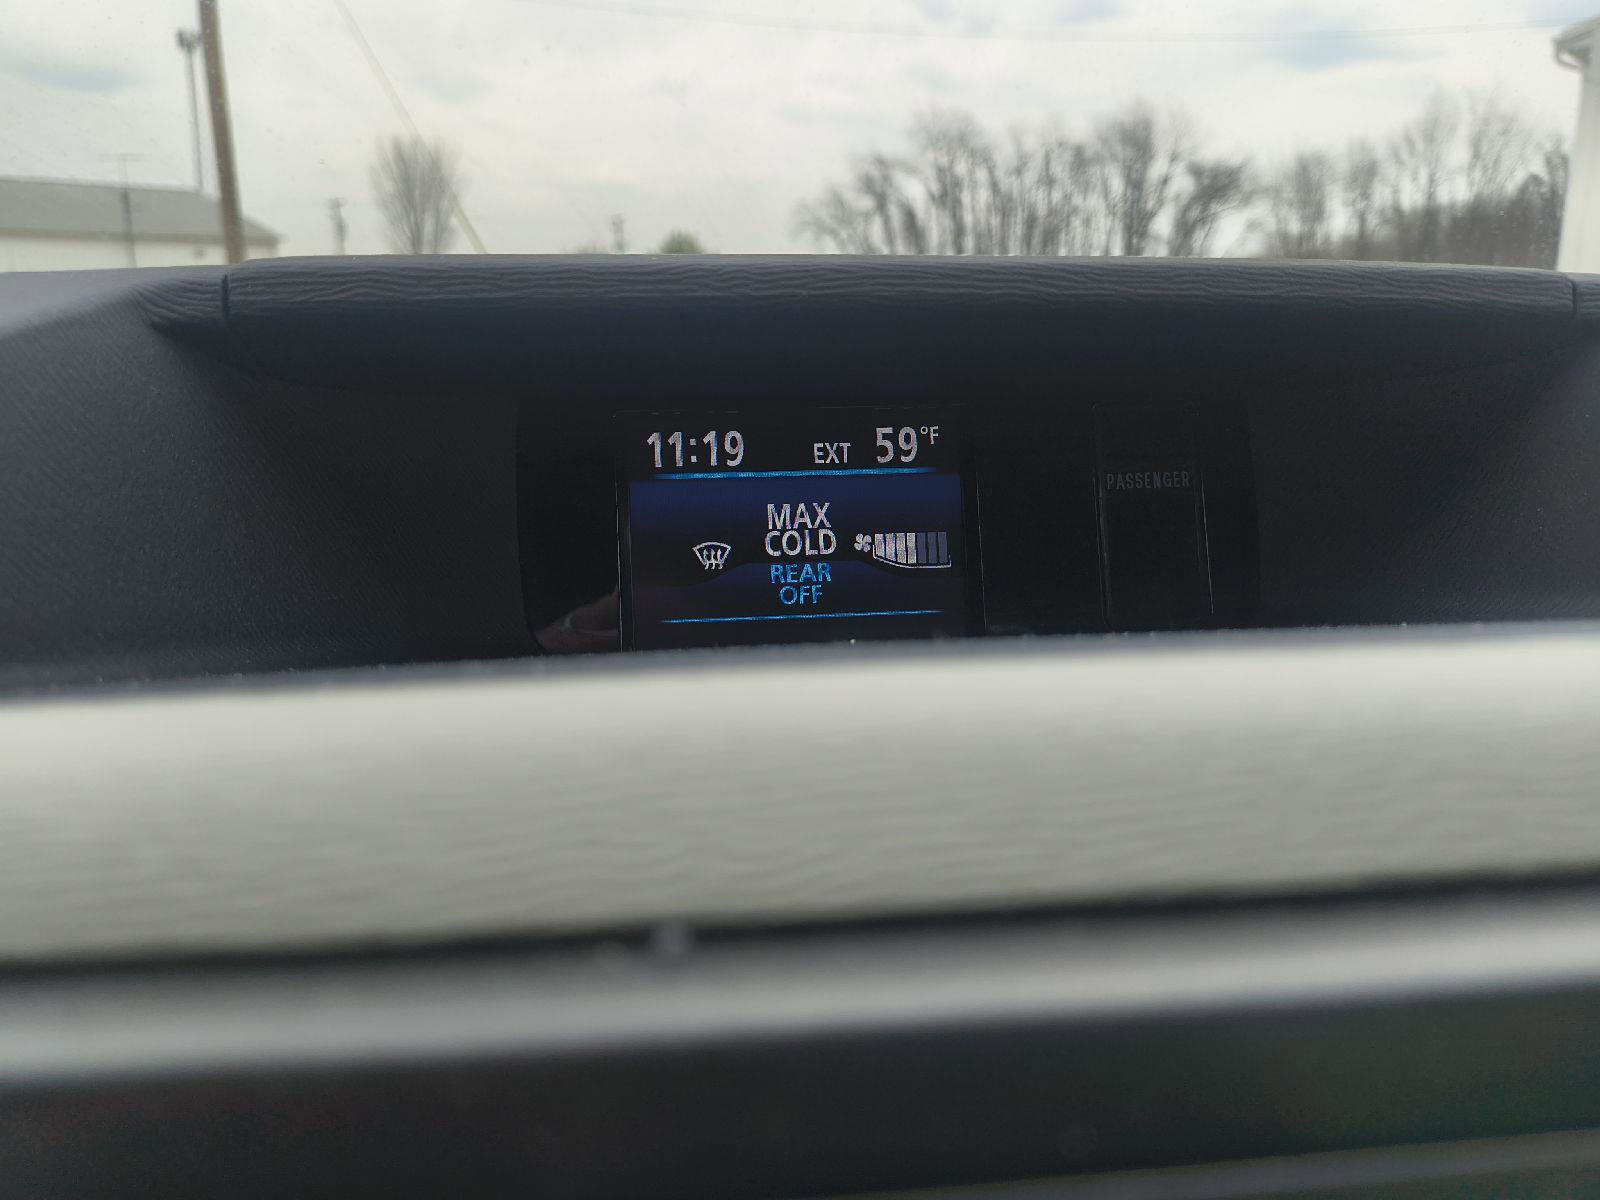 11:19 EXT 59°F
MAX
COLD
REAR
OFF
PASSENGER